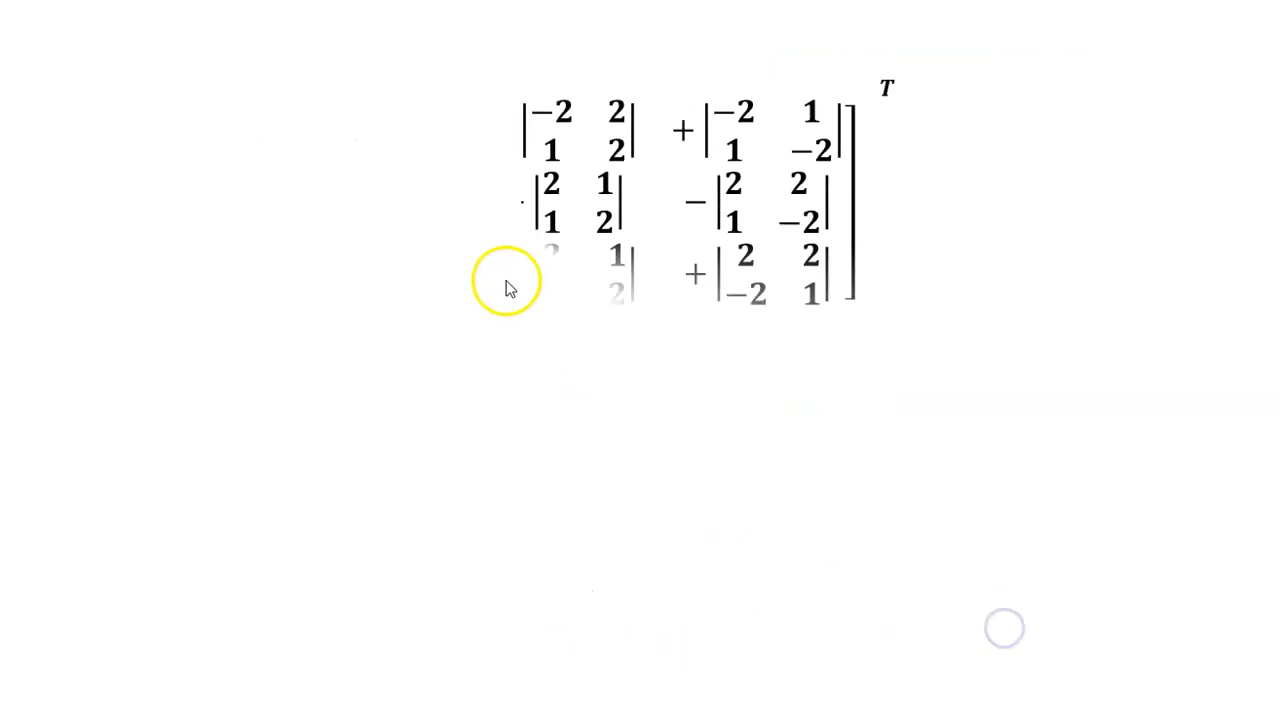 T
|−2 2| +|−2 1|
|1 2| |1 −2|
|2 1| −|2 2|
|1 2| |1 −2|
1| +|2 2|
2| |−2 1|